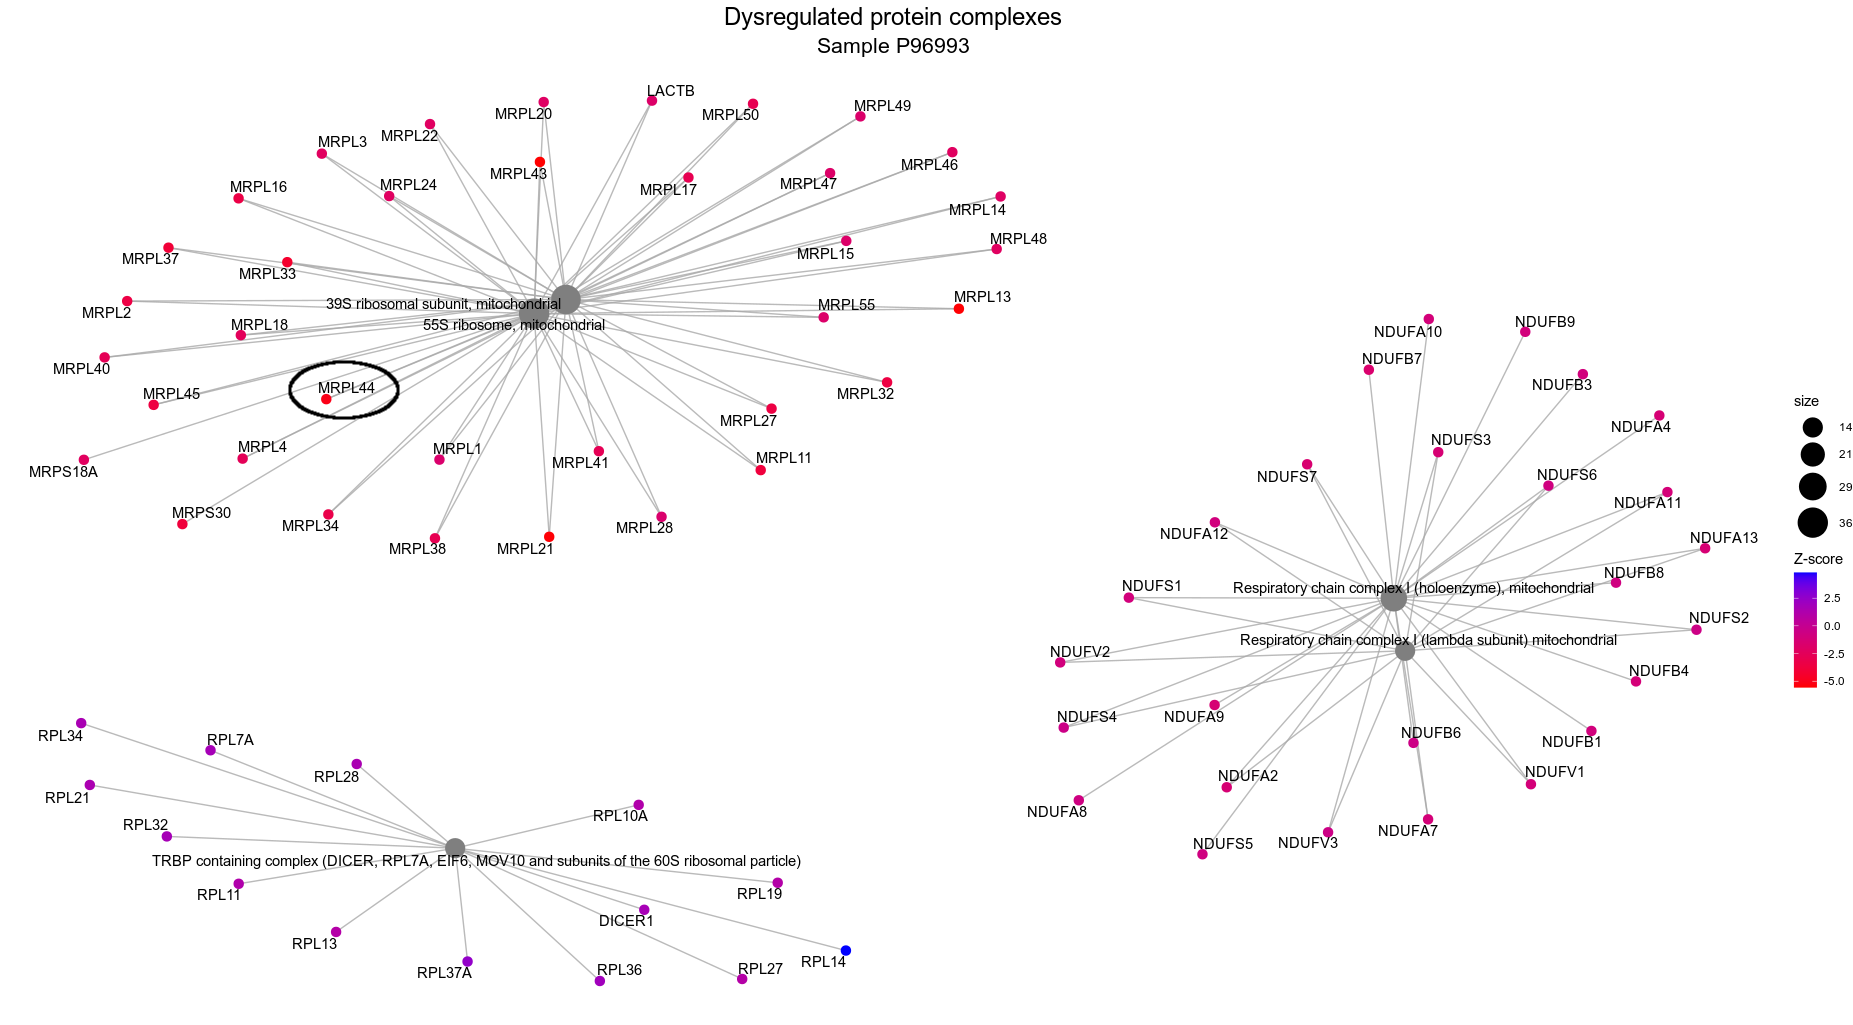 Dysregulated protein complexes
Sample P96993
LACTB
MRPL20
MRPL50
MRPL49
MRPL22
MRPL3
MRPL43
MRPL46
MRPL24
MRPL17
MRPL47
MRPL16
MRPL14
MRPL48
MRPL15
MRPL37
MRPL33
MRPL13
39S ribosomal subunit, mitochondrial
MRPL55
MRPL2
MRPL18
55S ribosome, mitochondrial
MRPL40
MRPL44
MRPL45
MRPL32
MRPL27
MRPL4
MRPL1
MRPL41
MRPL11
MRPS18A
MRPS30
MRPL34
MRPL38
MRPL21
MRPL28
NDUFA10
NDUFB9
NDUFB7
NDUFB3
NDUFA4
NDUFS3
NDUFS7
NDUFS6
NDUFA11
NDUFA12
NDUFA13
NDUFB8
NDUFS1
Respiratory chain complex I (holoenzyme), mitochondrial
NDUFS2
Respiratory chain complex I (lambda subunit) mitochondrial
NDUFV2
NDUFB4
NDUFS4
NDUFA9
NDUFB6
NDUFB1
NDUFA2
NDUFV1
NDUFA8
NDUFS5
NDUFV3
NDUFA7
RPL34
RPL7A
RPL28
RPL21
RPL10A
RPL32
TRBP containing complex (DICER, RPL7A, EIF6, MOV10 and subunits of the 60S ribosomal particle)
RPL11
RPL19
DICER1
RPL13
RPL14
RPL37A
RPL36
RPL27
size
14
21
29
36
Z-score
2.5
0.0
-2.5
-5.0